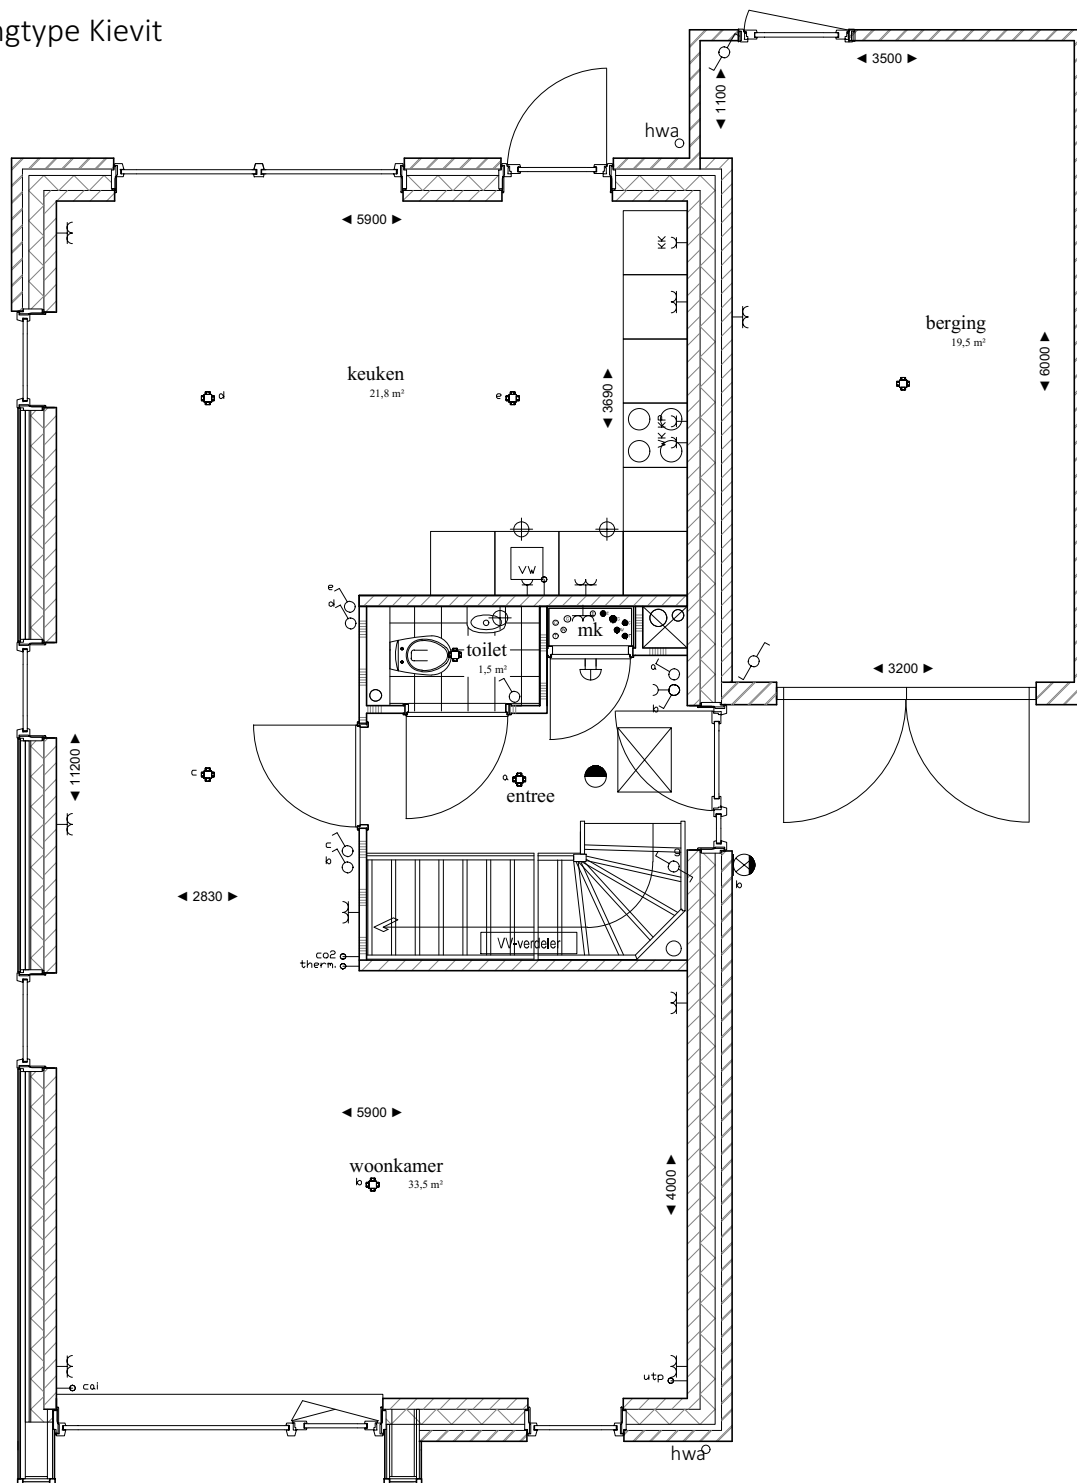 ngtype Kievit
3500
1100
hwa
5900
KK
berging
19,5 m²
6000
keuken
21,8 m²
3690
d
e
KP
WK
VW
e
d
mk
toilet
1,5 m²
a
b
3200
11200
c
a
entree
c
b
g
b
2830
VV-verdeler
co2
therm.
5900
woonkamer
b
33,5 m²
4000
cai
utp
hwa